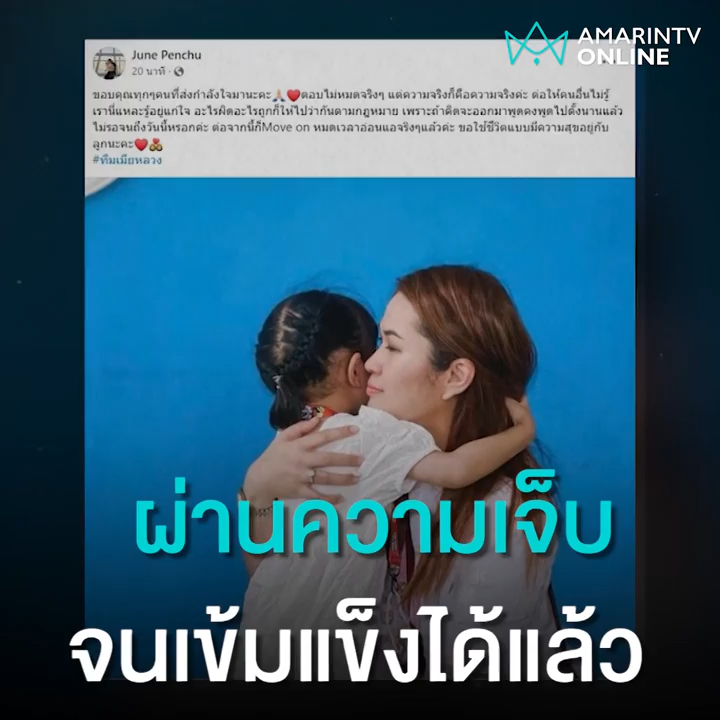 AMARINTV
ONLINE
June Penchu
20 นาที ·
ขอบคุณทุกๆคนที่ส่งกำลังใจมานะคะ🙏🏻❤️ตอบไม่หมดจริงๆ แต่ความจริงก็คือความจริงค่ะ ต่อให้คนอื่นไม่รู้
เรานี่แหละรู้อยู่แก่ใจ อะไรผิดอะไรถูกก็ให้ไปว่ากันตามกฎหมาย เพราะถ้าคิดจะออกมาพูดคงพูดไปตั้งนานแล้ว
ไม่รอจนถึงวันนี้หรอกค่ะ ต่อจากนี้ก็Move on หมดเวลาอ่อนแอจริงๆแล้วค่ะ ขอใช้ชีวิตแบบมีความสุขอยู่กับ
ลูกนะคะ❤️
#ทีมเมียหลวง
ผ่านความเจ็บ
จนเข้มแข็งได้แล้ว